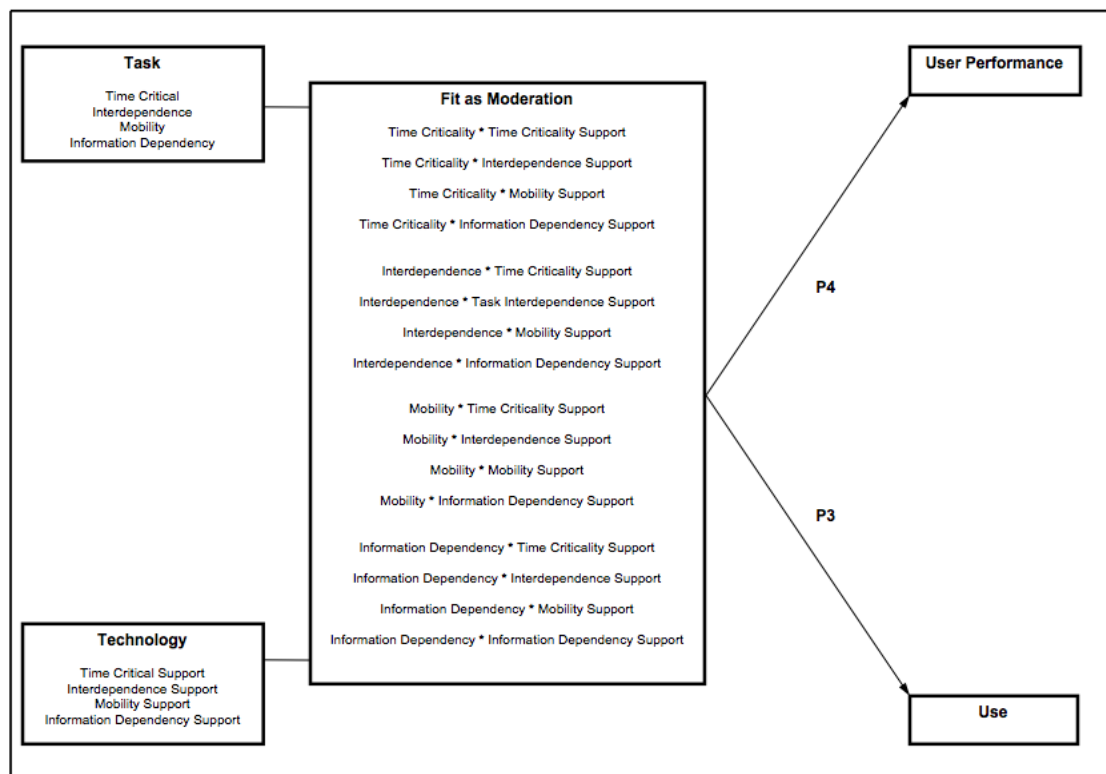 Task
Time Critical
Interdependence
Mobility
Information Dependency
Fit as Moderation
Time Criticality * Time Criticality Support
Time Criticality * Interdependence Support
Time Criticality * Mobility Support
Time Criticality * Information Dependency Support
Interdependence * Time Criticality Support
Interdependence * Task Interdependence Support
Interdependence * Mobility Support
Interdependence * Information Dependency Support
Mobility * Time Criticality Support
Mobility * Interdependence Support
Mobility * Mobility Support
Mobility * Information Dependency Support
Information Dependency * Time Criticality Support
Information Dependency * Interdependence Support
Information Dependency * Mobility Support
Information Dependency * Information Dependency Support
Technology
Time Critical Support
Interdependence Support
Mobility Support
Information Dependency Support
User Performance
P4
P3
Use